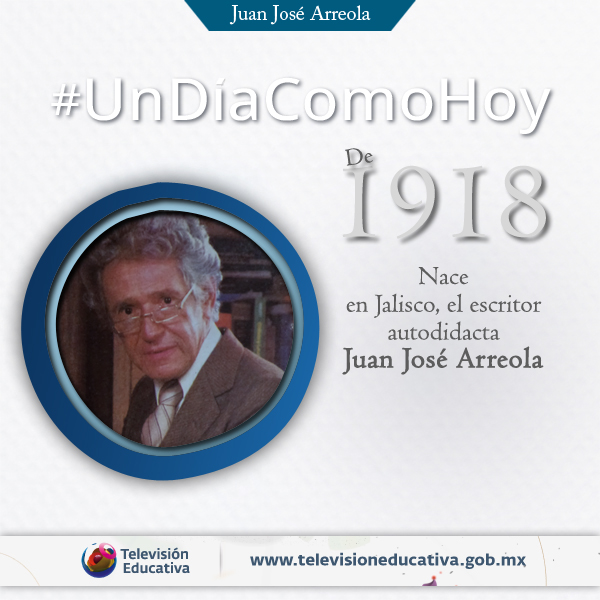 Juan José Arreola
#UnDiaComoHoy
De
1918
Nace
en Jalisco, el escritor
autodidacta
Juan José Arreola
Televisión
Educativa
www.televisioneducativa.gob.mx